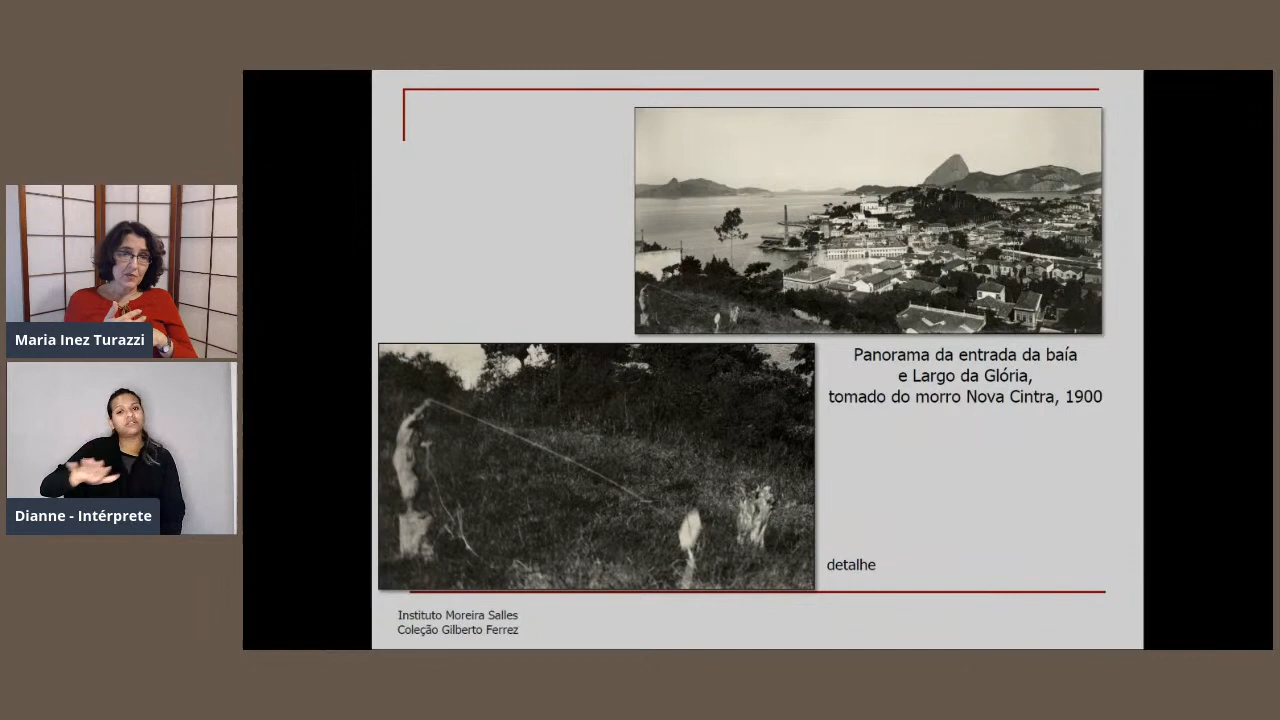 Maria Inez Turazzi
Dianne - Intérprete
Panorama da entrada da baía
e Largo da Glória,
tomado do morro Nova Cintra, 1900
detalhe
Instituto Moreira Salles
Coleção Gilberto Ferrez